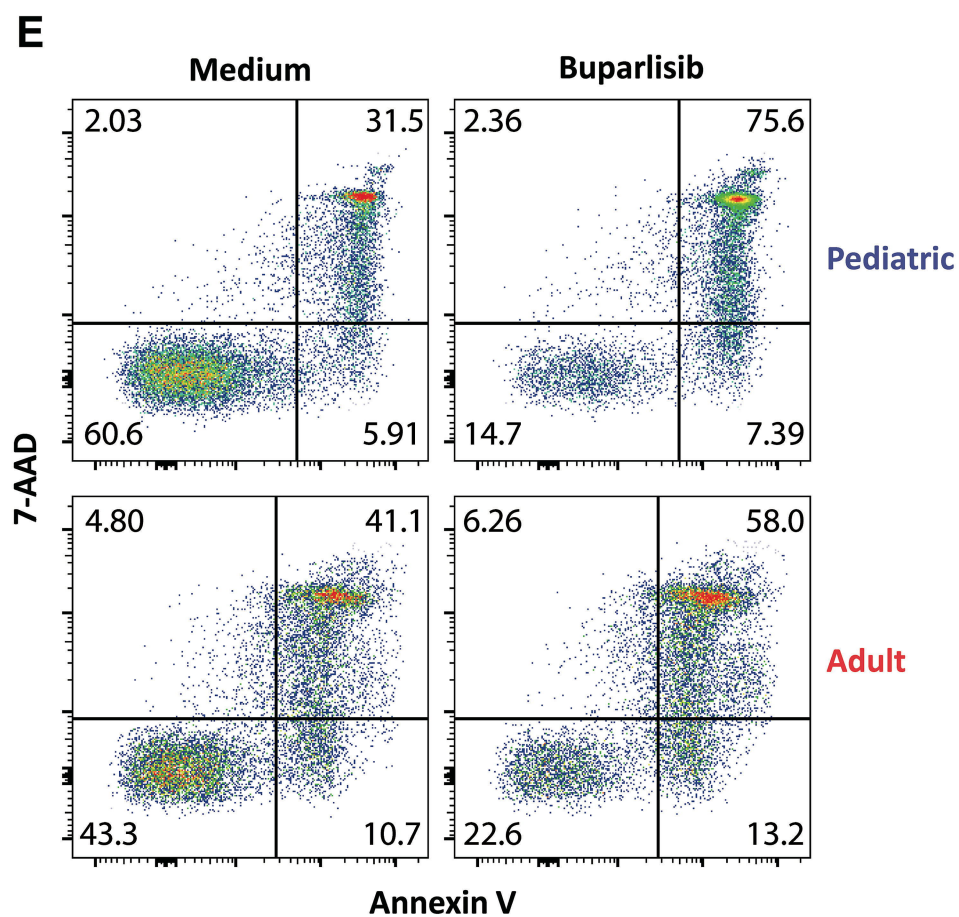 E
Medium Buparlisib
2.03 31.5 2.36 75.6
Pediatric
60.6 5.91 14.7 7.39
7-AAD
4.80 41.1 6.26 58.0
Adult
43.3 10.7 22.6 13.2
Annexin V